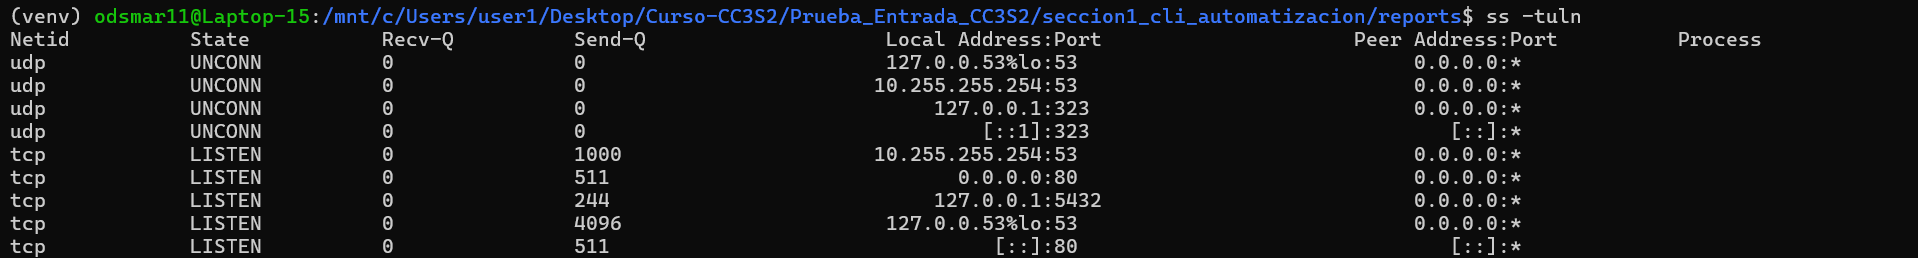 (venv) odsmar11@Laptop-15:/mnt/c/Users/user1/Desktop/Curso-CC3S2/Prueba_Entrada_CC3S2/seccion1_cli_automatizacion/reports$ ss -tuln
Netid State Recv-Q Send-Q Local Address:Port Peer Address:Port Process
udp UNCONN 0 0 127.0.0.53%lo:53 0.0.0.0:*
udp UNCONN 0 0 10.255.255.254:53 0.0.0.0:*
udp UNCONN 0 0 127.0.0.1:323 0.0.0.0:*
udp UNCONN 0 0 [::1]:323 [::]:*
tcp LISTEN 0 1000 10.255.255.254:53 0.0.0.0:*
tcp LISTEN 0 511 0.0.0.0:80 0.0.0.0:*
tcp LISTEN 0 244 127.0.0.1:5432 0.0.0.0:*
tcp LISTEN 0 4096 127.0.0.53%lo:53 0.0.0.0:*
tcp LISTEN 0 511 [::]:80 [::]:*